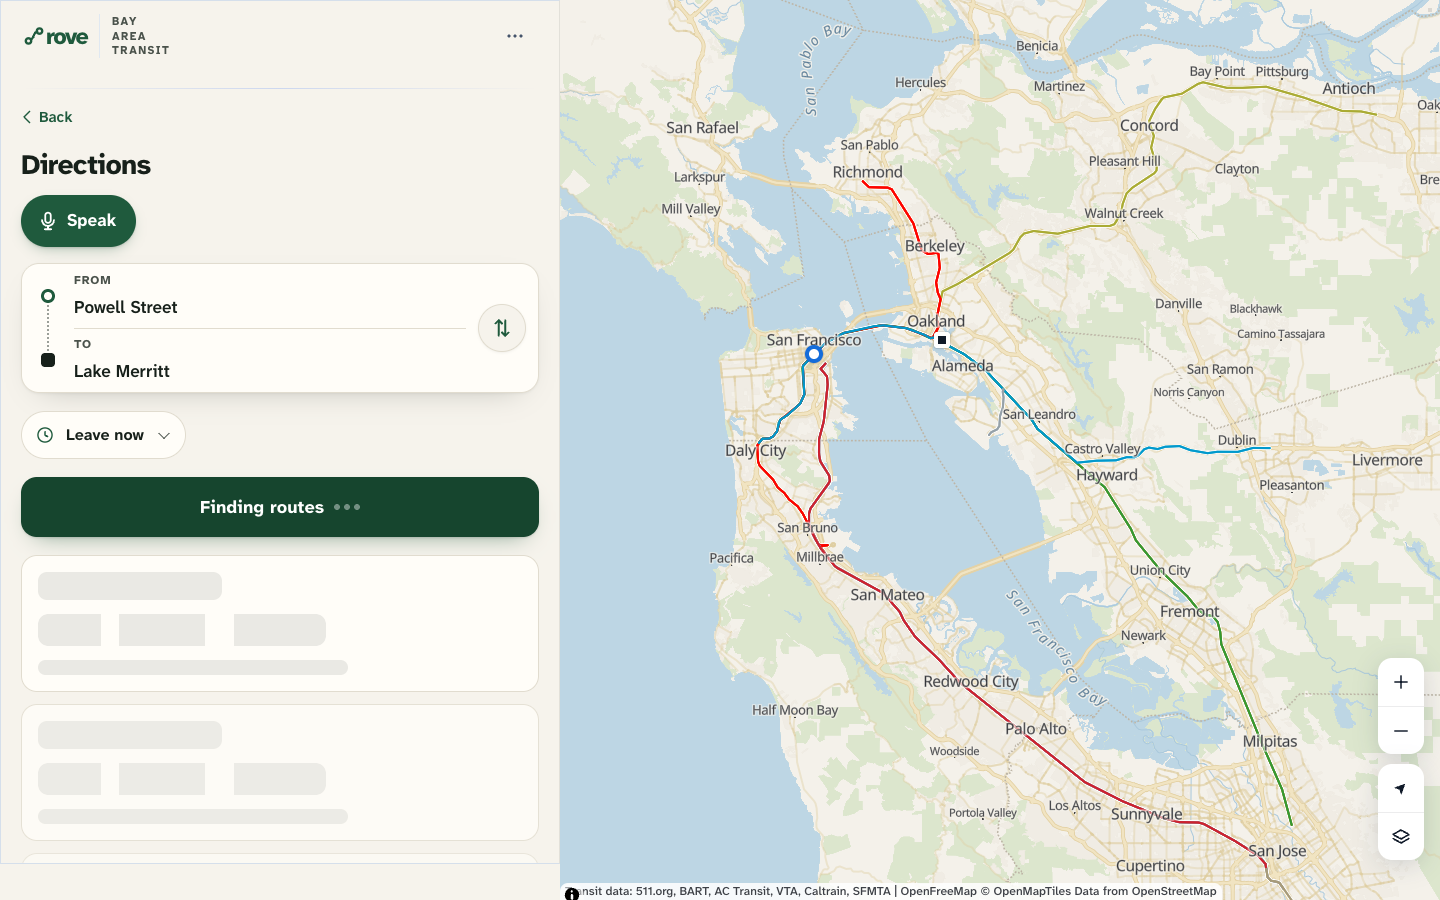 rove
BAY
AREA
TRANSIT
Back
Directions
Speak
FROM
Powell Street
TO
Lake Merritt
Leave now
Finding routes
San Pablo Bay
Benicia
Hercules
Martinez
Bay Point
Pittsburg
Antioch
Oak
San Rafael
Concord
San Pablo
Pleasant Hill
Clayton
Larkspur
Richmond
Bre
Mill Valley
Walnut Creek
Berkeley
Danville
Blackhawk
Oakland
Camino Tassajara
San Francisco
Alameda
San Ramon
Norris Canyon
San Leandro
Daly City
Castro Valley
Dublin
Livermore
Hayward
Pleasanton
San Bruno
Pacifica
Millbrae
Union City
San Mateo
San Francisco Bay
Fremont
Newark
Redwood City
Half Moon Bay
Palo Alto
Woodside
Milpitas
Portola Valley
Los Altos
Sunnyvale
San Jose
Cupertino
nsit data: 511.org, BART, AC Transit, VTA, Caltrain, SFMTA | OpenFreeMap © OpenMapTiles Data from OpenStreetMap